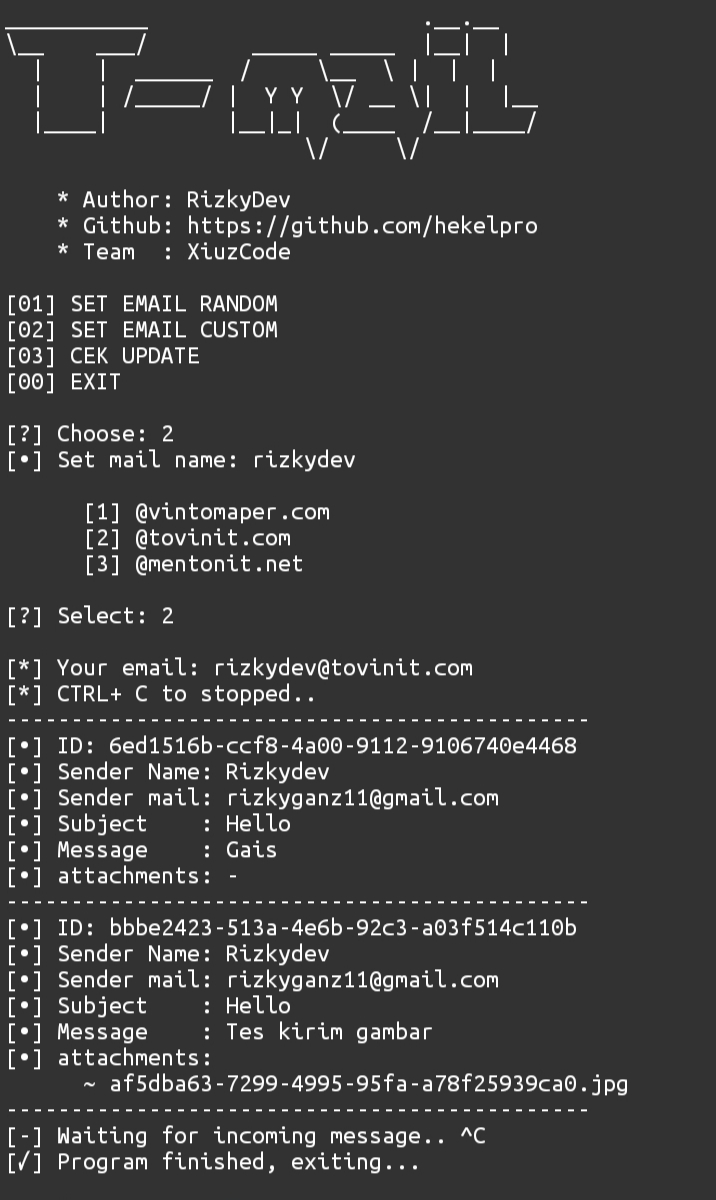 T-mail
* Author: RizkyDev
* Github: https://github.com/hekelpro
* Team  : XiuzCode
[01] SET EMAIL RANDOM
[02] SET EMAIL CUSTOM
[03] CEK UPDATE
[00] EXIT
[?] Choose: 2
[•] Set mail name: rizkydev
[1] @vintomaper.com
[2] @tovinit.com
[3] @mentonit.net
[?] Select: 2
[*] Your email: rizkydev@tovinit.com
[*] CTRL+ C to stopped..
---------------------------------------------
[•] ID: 6ed1516b-ccf8-4a00-9112-9106740e4468
[•] Sender Name: Rizkydev
[•] Sender mail: rizkyganz11@gmail.com
[•] Subject    : Hello
[•] Message    : Gais
[•] attachments: -
---------------------------------------------
[•] ID: bbbe2423-513a-4e6b-92c3-a03f514c110b
[•] Sender Name: Rizkydev
[•] Sender mail: rizkyganz11@gmail.com
[•] Subject    : Hello
[•] Message    : Tes kirim gambar
[•] attachments:
~ af5dba63-7299-4995-95fa-a78f25939ca0.jpg
---------------------------------------------
[-] Waiting for incoming message.. ^C
[✓] Program finished, exiting...